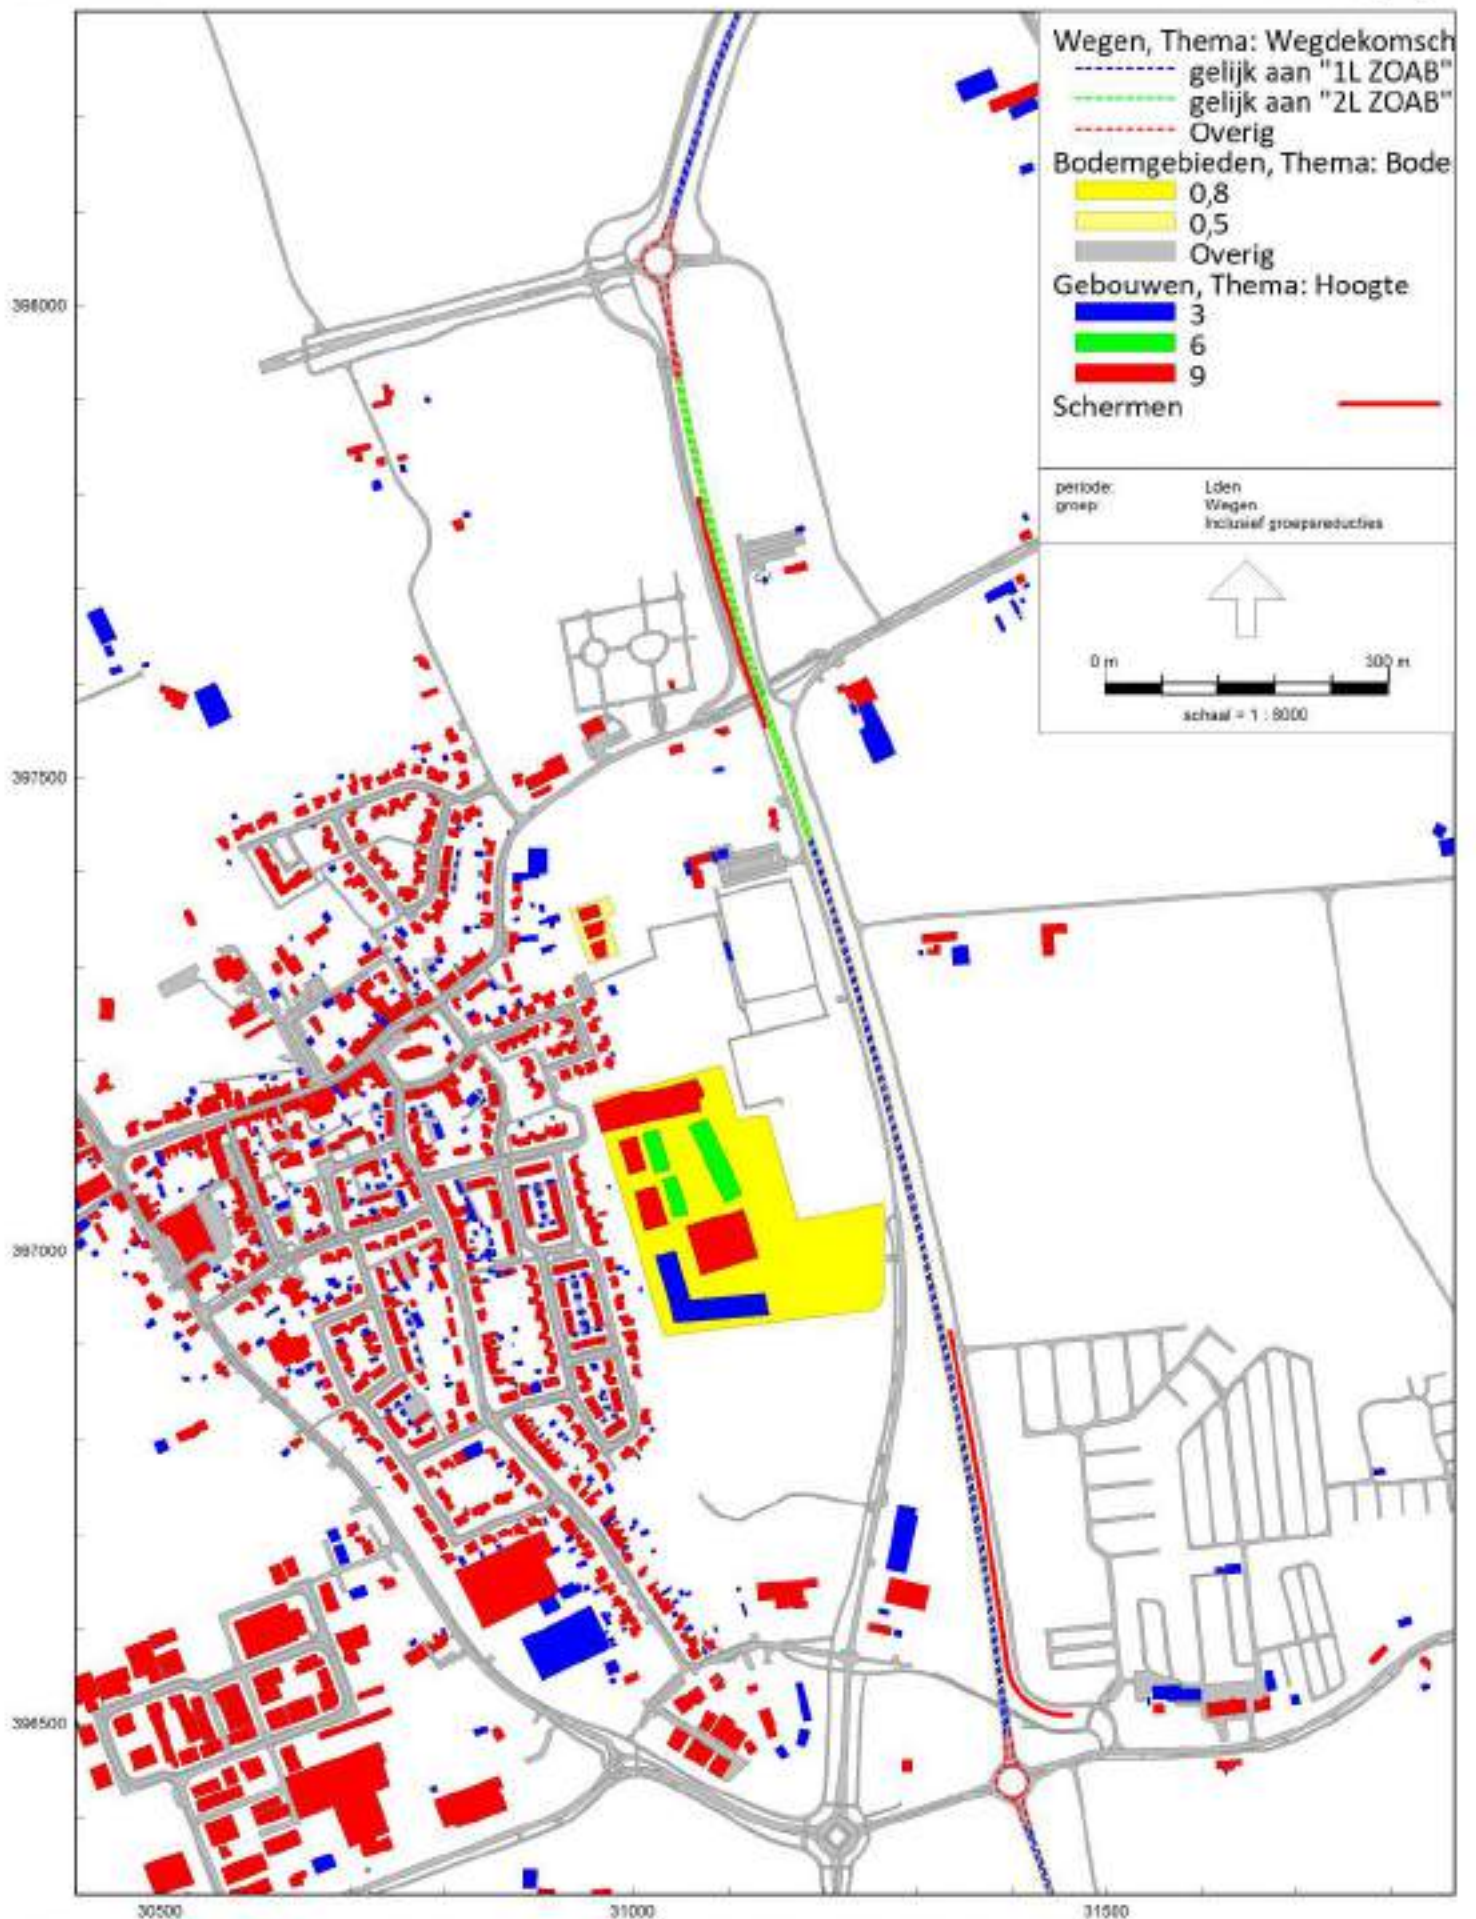 Wegen, Thema: Wegdekomsch
gelijk aan "1L ZOAB"
gelijk aan "2L ZOAB"
Overig
Bodemgebieden, Thema: Bode
0,8
0,5
Overig
Gebouwen, Thema: Hoogte
3
6
9
Schermen
periode: Lden
groep: Wegen
Inclusief groepsreducties
0 m 300 m
schaal = 1 : 8000
398000
397500
397000
396500
30500 31000 31500